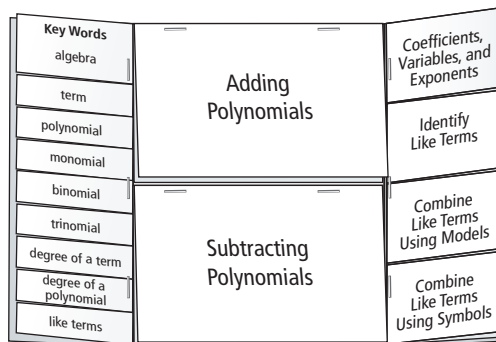 Key Words
algebra
term
polynomial
monomial
binomial
trinomial
degree of a term
degree of a
polynomial
like terms
Adding
Polynomials
Subtracting
Polynomials
Coefficients,
Variables, and
Exponents
Identify
Like Terms
Combine
Like Terms
Using Models
Combine
Like Terms
Using Symbols